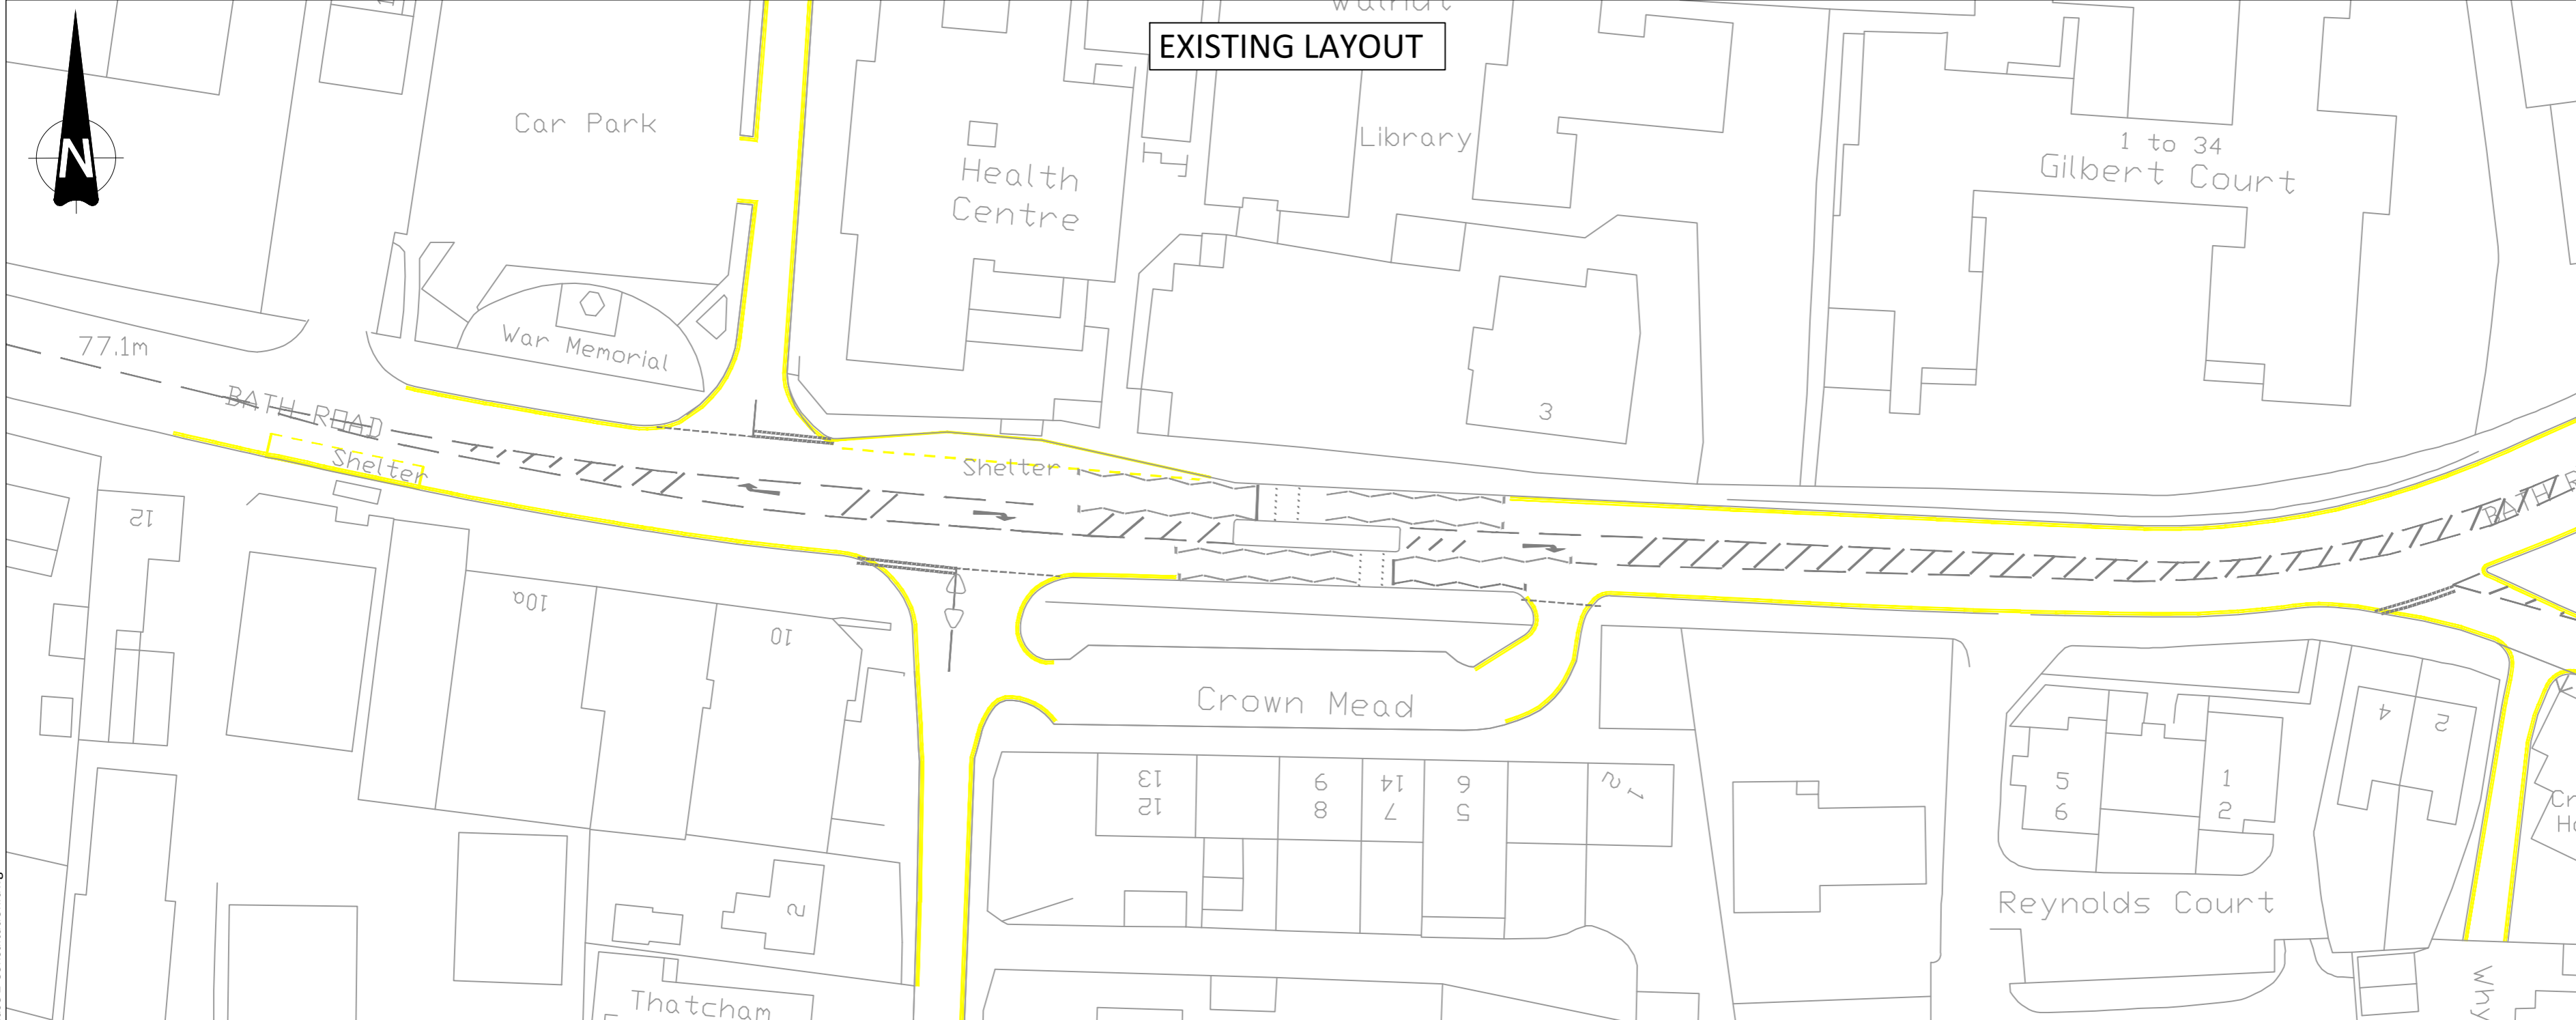 EXISTING LAYOUT
N
Car Park
Health
Centre
Library
1 to 34
Gilbert Court
War Memorial
77.1m
BATH ROAD
Shelter
Shelter
3
12
10a
10
Crown Mead
13
12
9
8
14
7
6
5
1
2
5
6
1
2
4
2
2
Reynolds Court
Thatcham